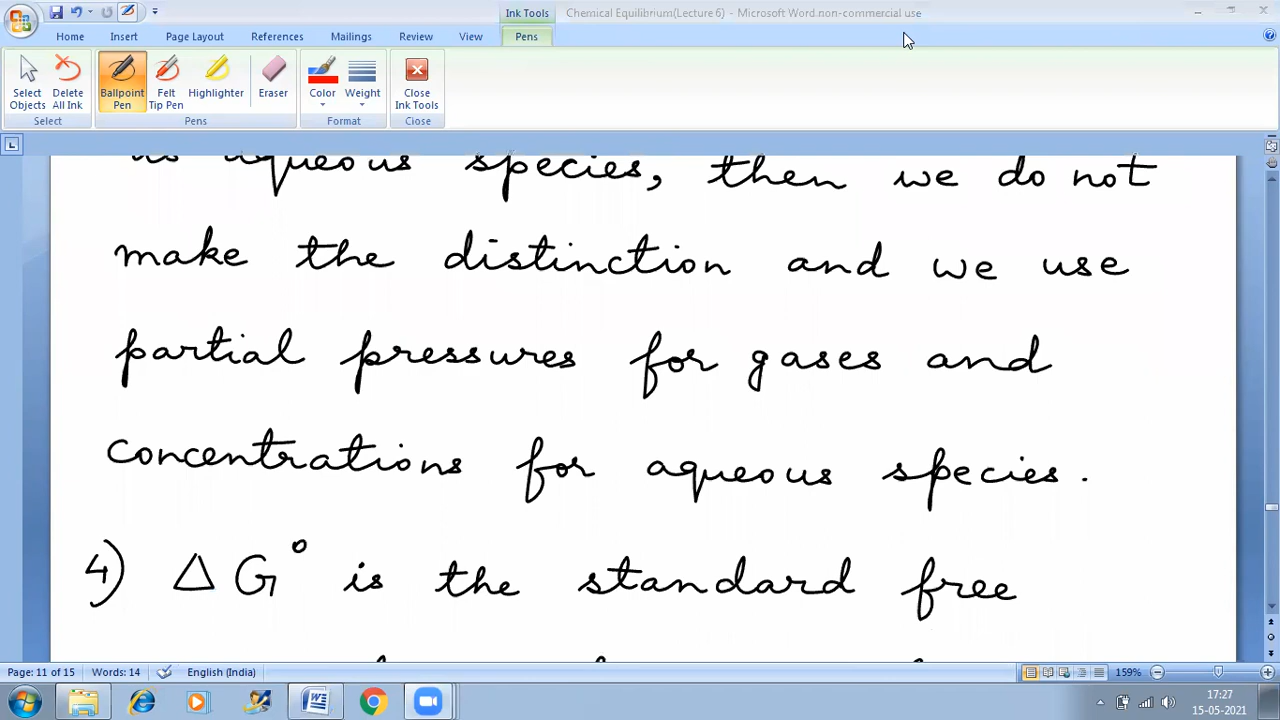 Ink Tools
Chemical Equilibrium(Lecture 6) - Microsoft Word non-commercial use
Home Insert Page Layout References Mailings Review View Pens
Select Objects
Delete All Ink
Ballpoint Pen
Felt Tip Pen
Highlighter
Eraser
Color
Weight
Close Ink Tools
Select Pens Format Close
as aqueous species, then we do not
make the distinction and we use
partial pressures for gases and
concentrations for aqueous species.
4) ΔG° is the standard free
Page: 11 of 15 Words: 14 English (India) 159%
17:27
15-05-2021